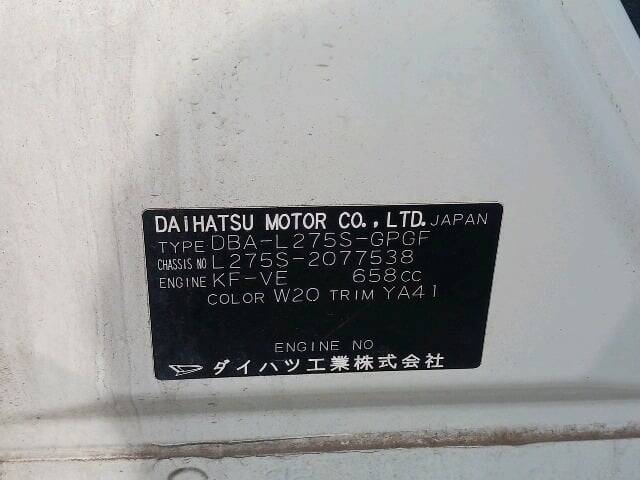 DAIHATSU MOTOR CO., LTD. JAPAN
TYPE DBA-L275S-GPGF
CHASSIS NO L275S-2077538
ENGINE KF-VE 658cc
COLOR W20 TRIM YA41
ENGINE NO
ダイハツ工業株式会社